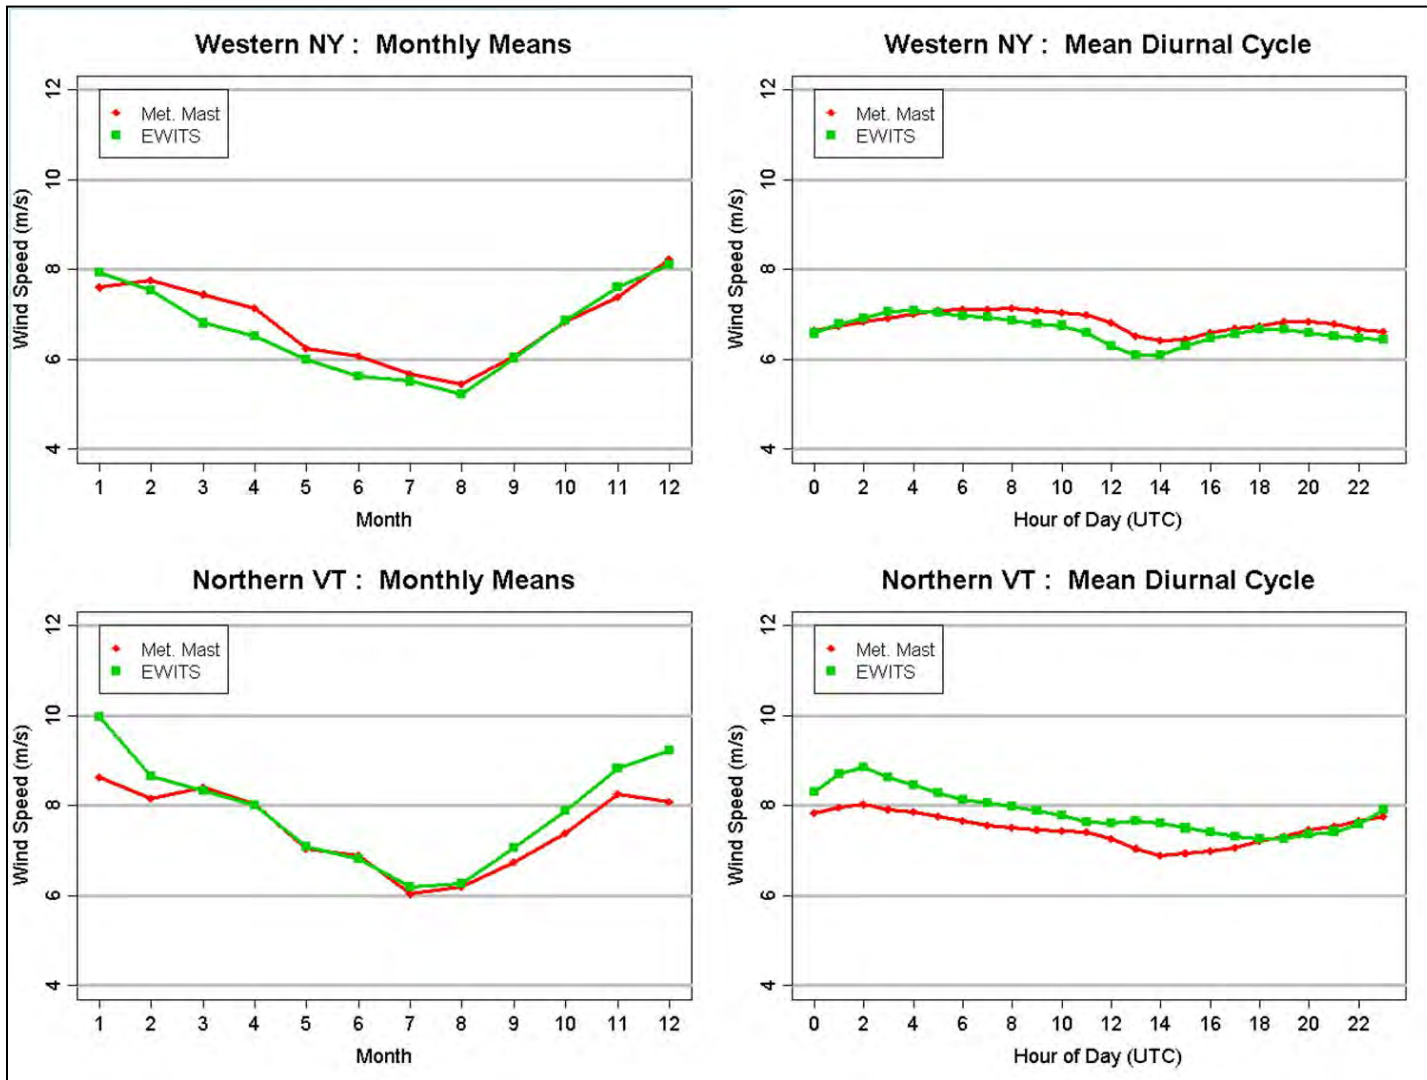 Western NY : Monthly Means
12
10
8
6
4
Wind Speed (m/s)
Met. Mast
EWITS
1 2 3 4 5 6 7 8 9 10 11 12
Month
Western NY : Mean Diurnal Cycle
12
10
8
6
4
Wind Speed (m/s)
Met. Mast
EWITS
0 2 4 6 8 10 12 14 16 18 20 22
Hour of Day (UTC)
Northern VT : Monthly Means
12
10
8
6
4
Wind Speed (m/s)
Met. Mast
EWITS
1 2 3 4 5 6 7 8 9 10 11 12
Month
Northern VT : Mean Diurnal Cycle
12
10
8
6
4
Wind Speed (m/s)
Met. Mast
EWITS
0 2 4 6 8 10 12 14 16 18 20 22
Hour of Day (UTC)